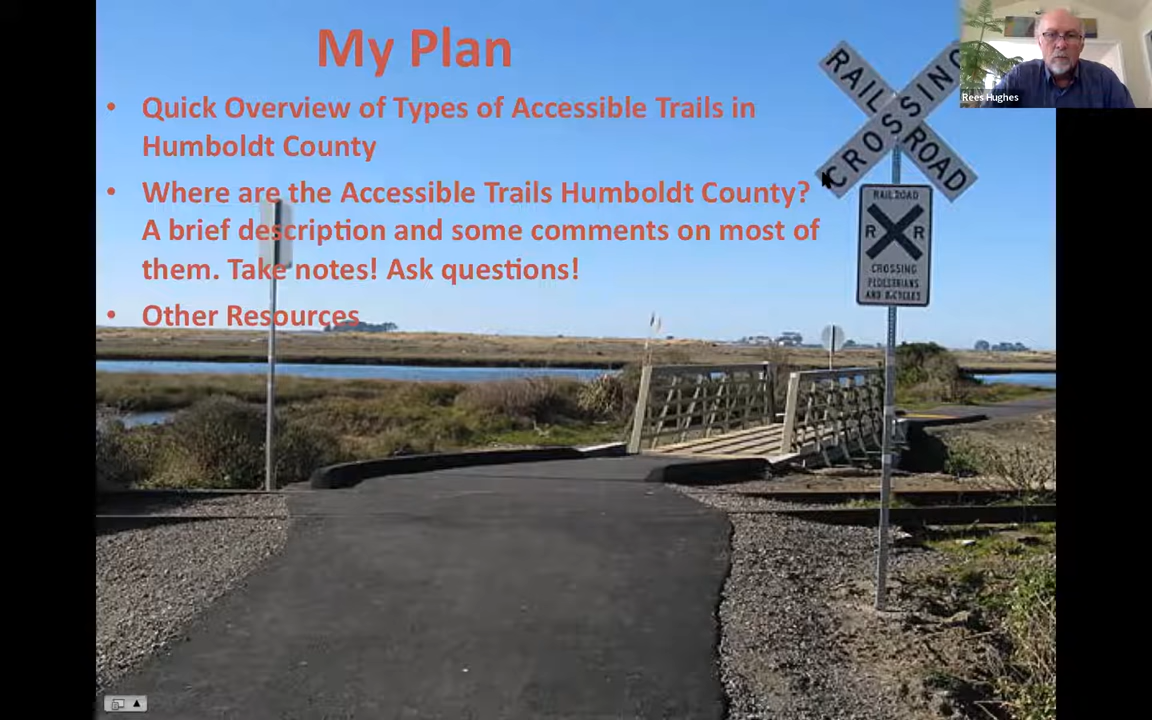 My Plan
• Quick Overview of Types of Accessible Trails in
Humboldt County
• Where are the Accessible Trails Humboldt County?
A brief description and some comments on most of
them. Take notes! Ask questions!
• Other Resources
RAIL ROAD
CROSSING
RAILROAD
R R
CROSSING
PEDESTRIANS
AND BICYCLES
Rees Hughes